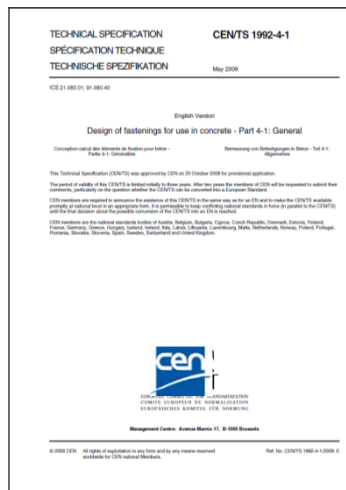 TECHNICAL SPECIFICATION
CEN/TS 1992-4-1
SPÉCIFICATION TECHNIQUE
TECHNISCHE SPEZIFIKATION
May 2009
ICS 21.060.01; 91.080.40
English Version
Design of fastenings for use in concrete - Part 4-1: General
Conception-calcul des éléments de fixation pour béton -
Partie 4-1: Généralités
Bemessung von Befestigungen in Beton - Teil 4-1:
Allgemeines
This Technical Specification (CEN/TS) was approved by CEN on 20 October 2008 for provisional application.
The period of validity of this CEN/TS is limited initially to three years. After two years the members of CEN will be requested to submit their
comments, particularly on the question whether the CEN/TS can be converted into a European Standard.
CEN members are required to announce the existence of this CEN/TS in the same way as for an EN and to make the CEN/TS available
promptly at national level in an appropriate form. It is permissible to keep conflicting national standards in force (in parallel to the CEN/TS)
until the final decision about the possible conversion of the CEN/TS into an EN is reached.
CEN members are the national standards bodies of Austria, Belgium, Bulgaria, Cyprus, Czech Republic, Denmark, Estonia, Finland,
France, Germany, Greece, Hungary, Iceland, Ireland, Italy, Latvia, Lithuania, Luxembourg, Malta, Netherlands, Norway, Poland, Portugal,
Romania, Slovakia, Slovenia, Spain, Sweden, Switzerland and United Kingdom.
cen
EUROPEAN COMMITTEE FOR STANDARDIZATION
COMITÉ EUROPÉEN DE NORMALISATION
EUROPÄISCHES KOMITEE FÜR NORMUNG
Management Centre: Avenue Marnix 17, B-1000 Brussels
© 2009 CEN
All rights of exploitation in any form and by any means reserved
worldwide for CEN national Members.
Ref. No. CEN/TS 1992-4-1:2009: E